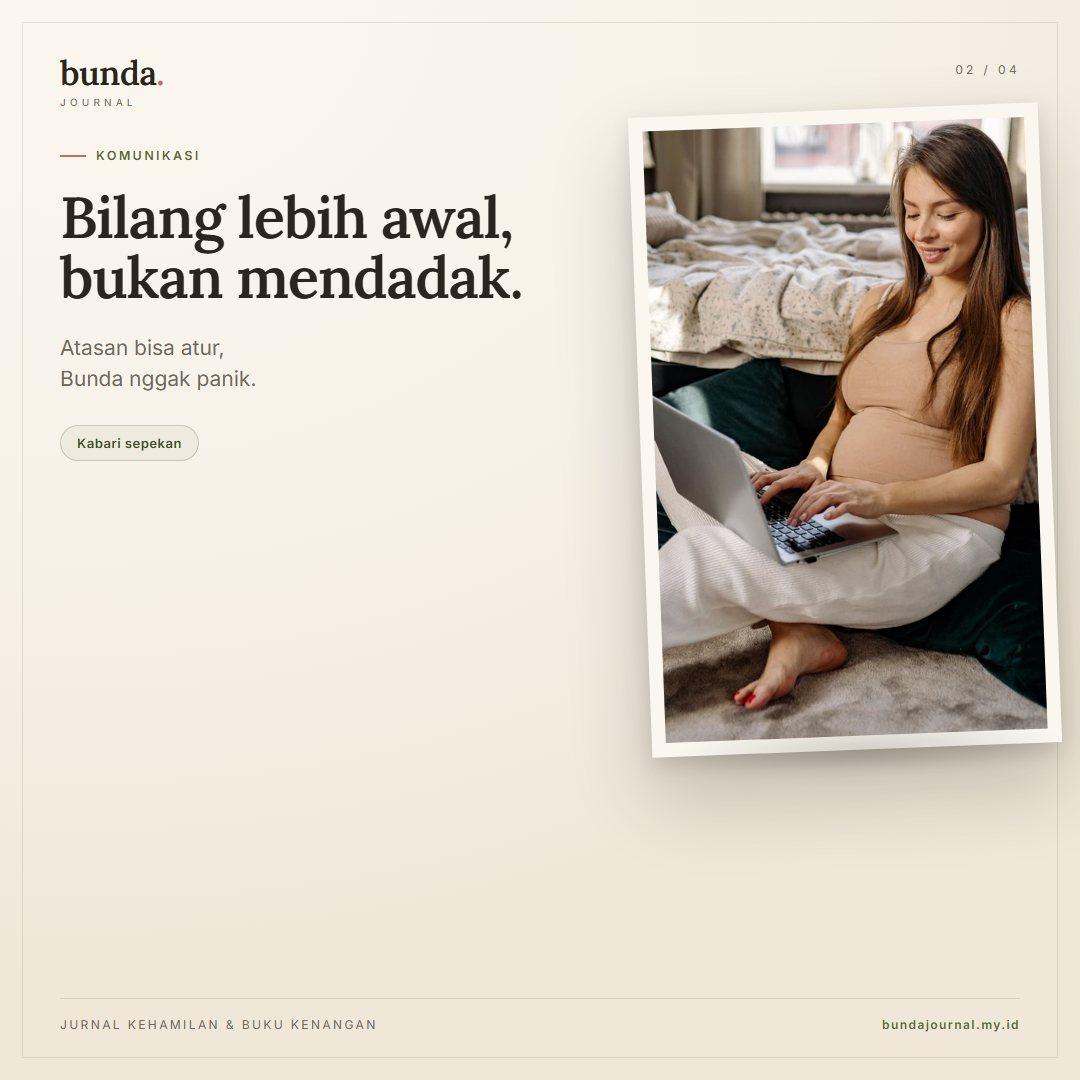 bunda.
JOURNAL
02 / 04
KOMUNIKASI
Bilang lebih awal,
bukan mendadak.
Atasan bisa atur,
Bunda nggak panik.
Kabari sepekan
JURNAL KEHAMILAN & BUKU KENANGAN
bundajournal.my.id